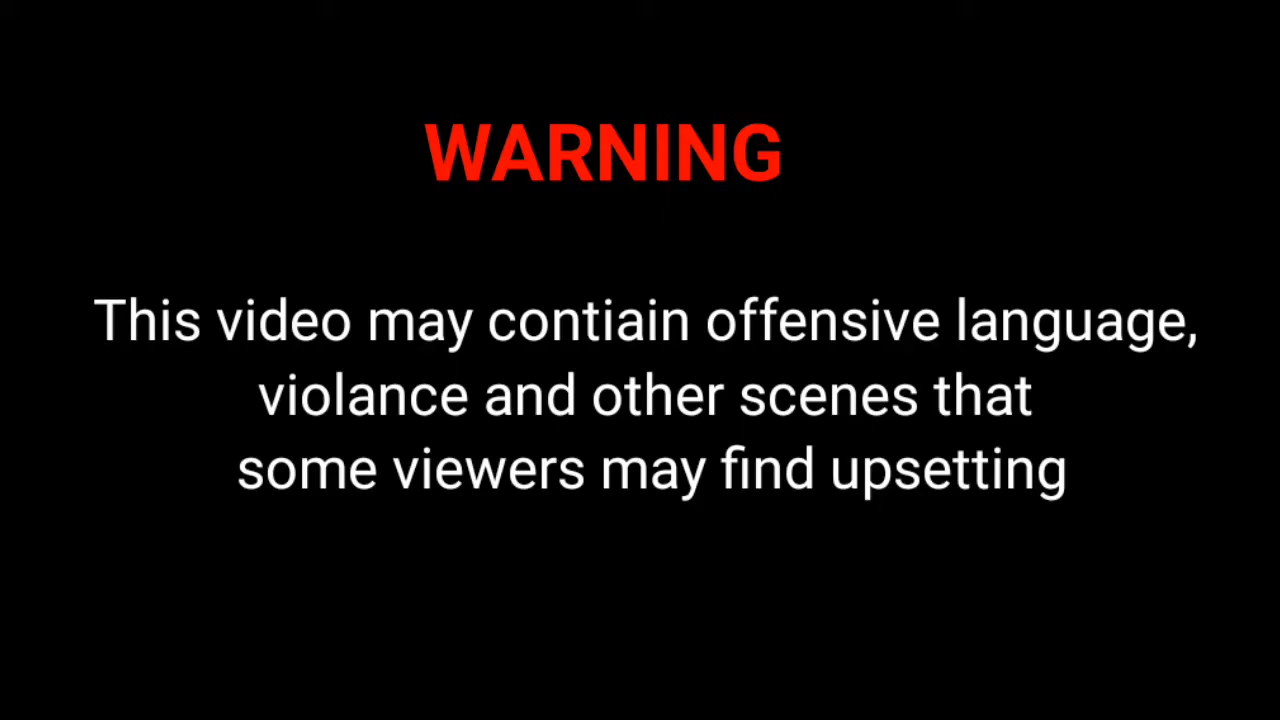 WARNING
This video may contiain offensive language,
violance and other scenes that
some viewers may find upsetting